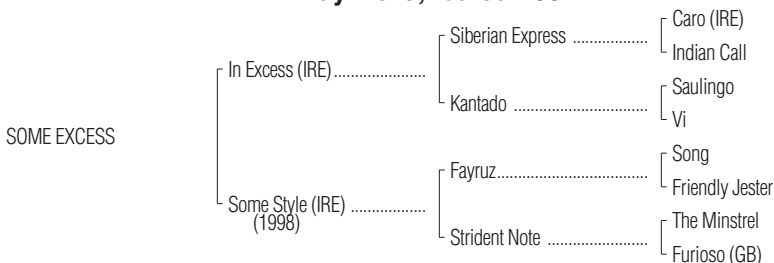 Caro (IRE)
Siberian Express ....................
Indian Call
In Excess (IRE) .........................
Saulingo
Kantado .....................................
Vi
SOME EXCESS
Song
Fayruz.........................................
Friendly Jester
Some Style (IRE) ....................
(1998)
The Minstrel
Strident Note ...........................
Furioso (GB)